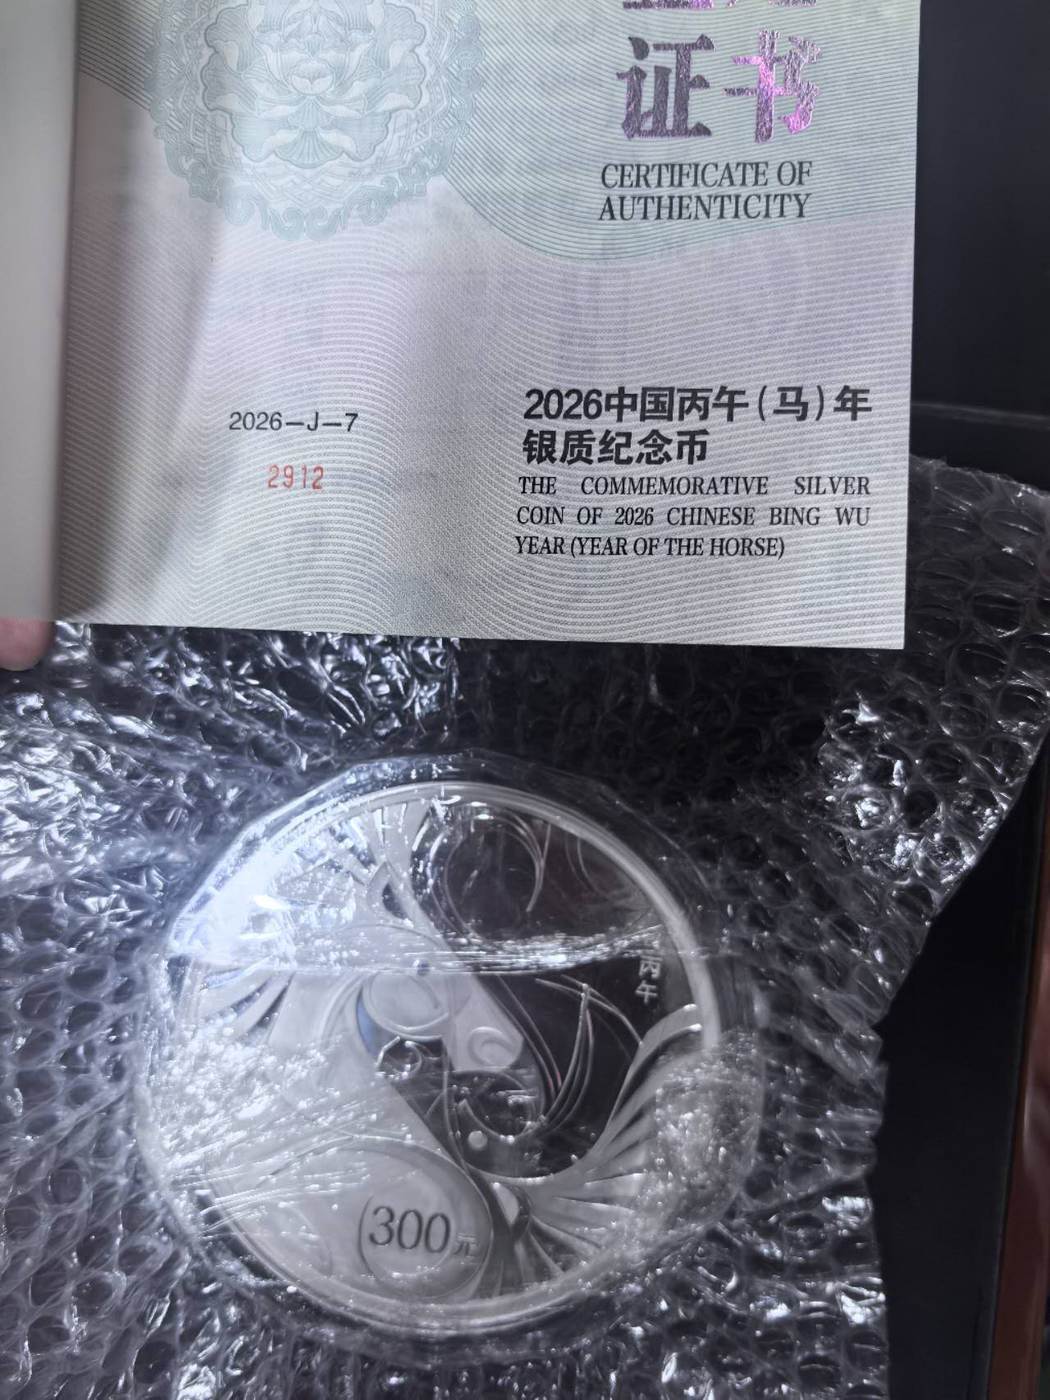 证书
CERTIFICATE OF
AUTHENTICITY
2026中国丙午(马)年
银质纪念币
THE COMMEMORATIVE SILVER
COIN OF 2026 CHINESE BING WU
YEAR (YEAR OF THE HORSE)
2026-J-7
2912
丙午
300元